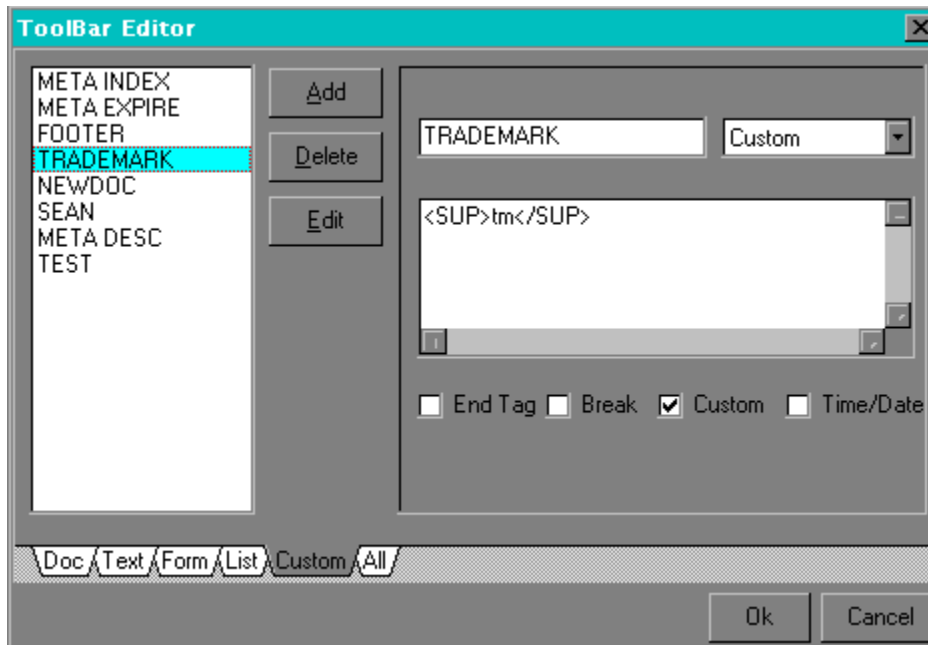 ToolBar Editor
META INDEX
META EXPIRE
FOOTER
TRADEMARK
NEWDOC
SEAN
META DESC
TEST
Add
Delete
Edit
TRADEMARK
Custom
<SUP>tm</SUP>
End Tag Break Custom Time/Date
Doc Text Form List Custom All
Ok Cancel